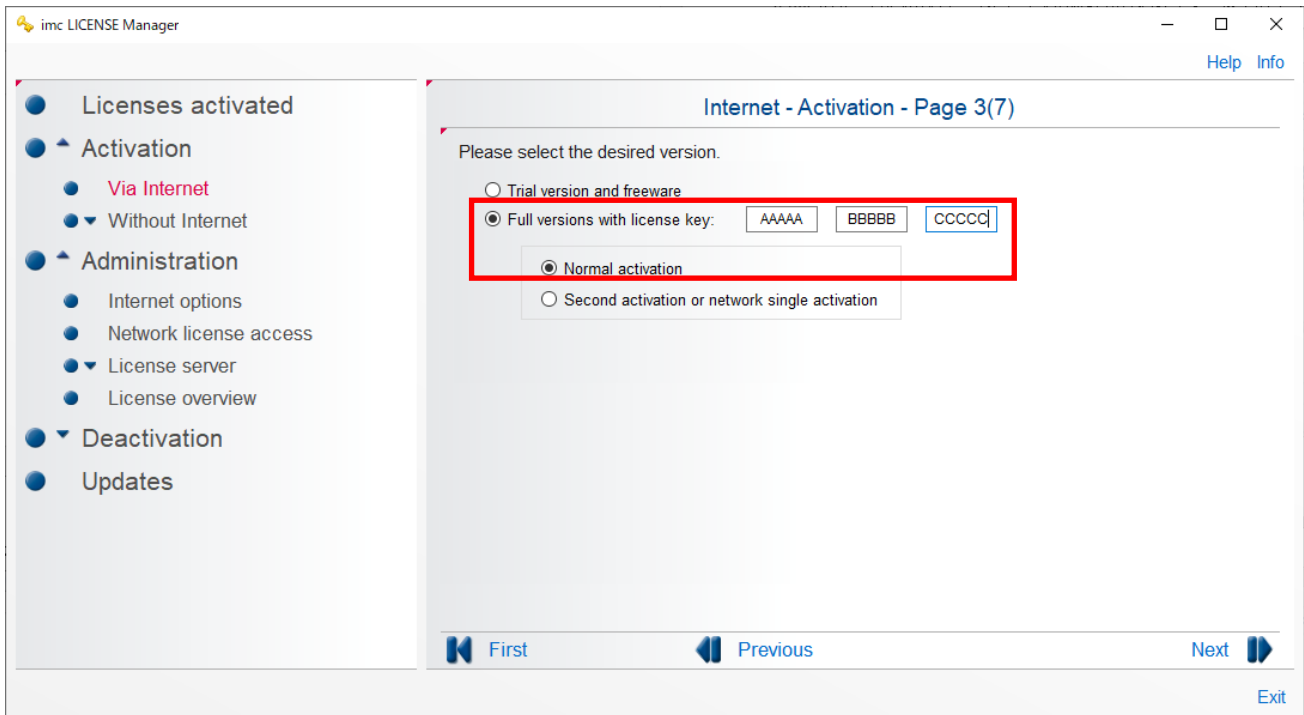 imc LICENSE Manager
Help Info
Licenses activated
Activation
Via Internet
Without Internet
Administration
Internet options
Network license access
License server
License overview
Deactivation
Updates
Internet - Activation - Page 3(7)
Please select the desired version.
Trial version and freeware
Full versions with license key: AAAAA BBBBB CCCCC
Normal activation
Second activation or network single activation
First Previous Next
Exit